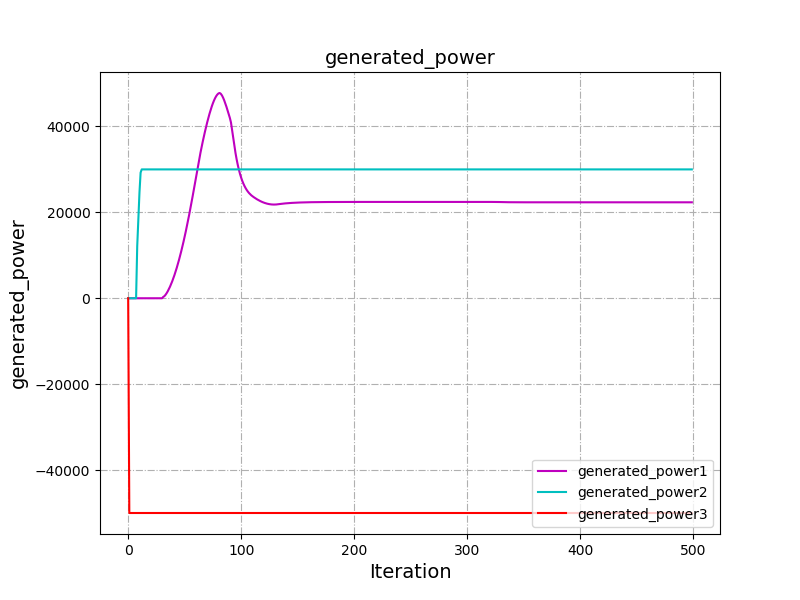 generated_power
generated_power
40000
20000
0
−20000
−40000
0
100
200
300
400
500
Iteration
generated_power1
generated_power2
generated_power3